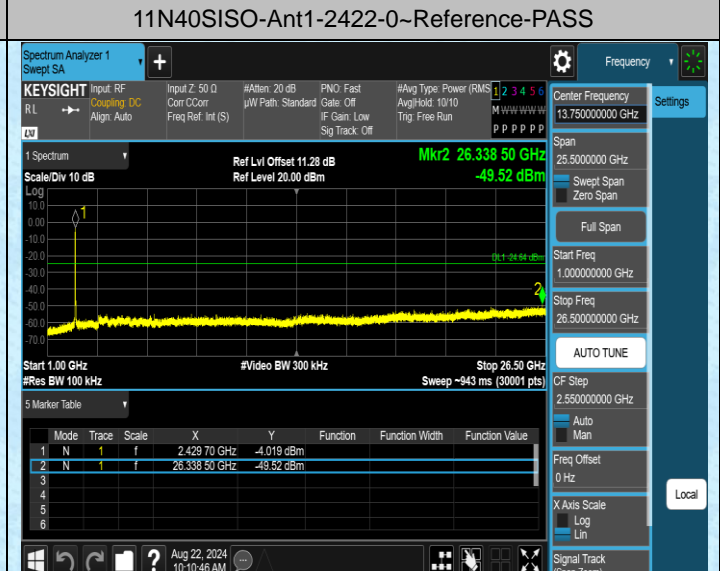 11N40SISO-Ant1-2422-0~Reference-PASS
Spectrum Analyzer 1
Swept SA
+
Frequency
KEYSIGHT
RL
LXI
Input: RF
Coupling: DC
Align: Auto
Input Z: 50 Ω
Corr CCorr
Freq Ref: Int (S)
#Atten: 20 dB
µW Path: Standard
PNO: Fast
Gate: Off
IF Gain: Low
Sig Track: Off
#Avg Type: Power (RMS
Avg|Hold: 10/10
Trig: Free Run
1 2 3 4 5 6
M W W W W W
P P P P P P
1 Spectrum
Scale/Div 10 dB
Ref Lvl Offset 11.28 dB
Ref Level 20.00 dBm
Mkr2 26.338 50 GHz
-49.52 dBm
Log
10.0
0.00
-10.0
-20.0
-30.0
-40.0
-50.0
-60.0
-70.0
1
DL1 -24.64 dBm
2
Start 1.00 GHz
#Res BW 100 kHz
#Video BW 300 kHz
Stop 26.50 GHz
Sweep ~943 ms (30001 pts)
5 Marker Table
Mode Trace Scale X Y Function Function Width Function Value
1 N 1 f 2.429 70 GHz -4.019 dBm
2 N 1 f 26.338 50 GHz -49.52 dBm
3
4
5
6
Aug 22, 2024
10:10:46 AM
?
Center Frequency
13.750000000 GHz
Settings
Span
25.5000000 GHz
Swept Span
Zero Span
Full Span
Start Freq
1.000000000 GHz
Stop Freq
26.500000000 GHz
AUTO TUNE
CF Step
2.550000000 GHz
Auto
Man
Freq Offset
0 Hz
X Axis Scale
Log
Lin
Local
Signal Track
(Span Zoom)